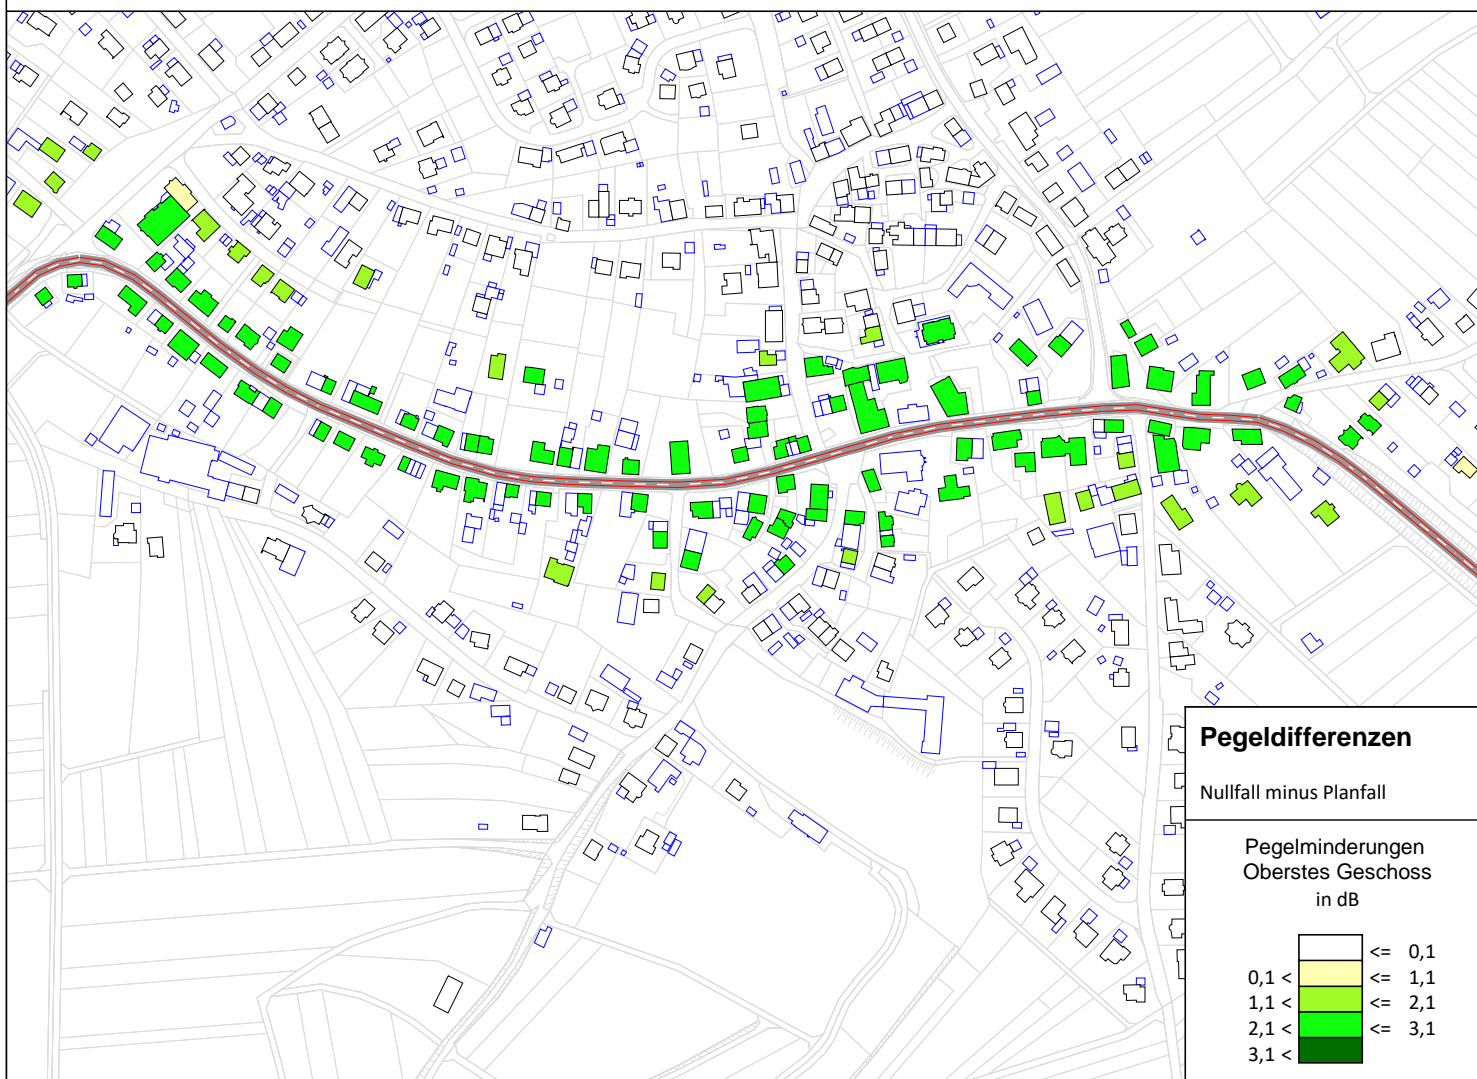 Pegeldifferenzen
Nullfall minus Planfall
Pegelminderungen
Oberstes Geschoss
in dB
<= 0,1
0,1 < <= 1,1
1,1 < <= 2,1
2,1 < <= 3,1
3,1 <